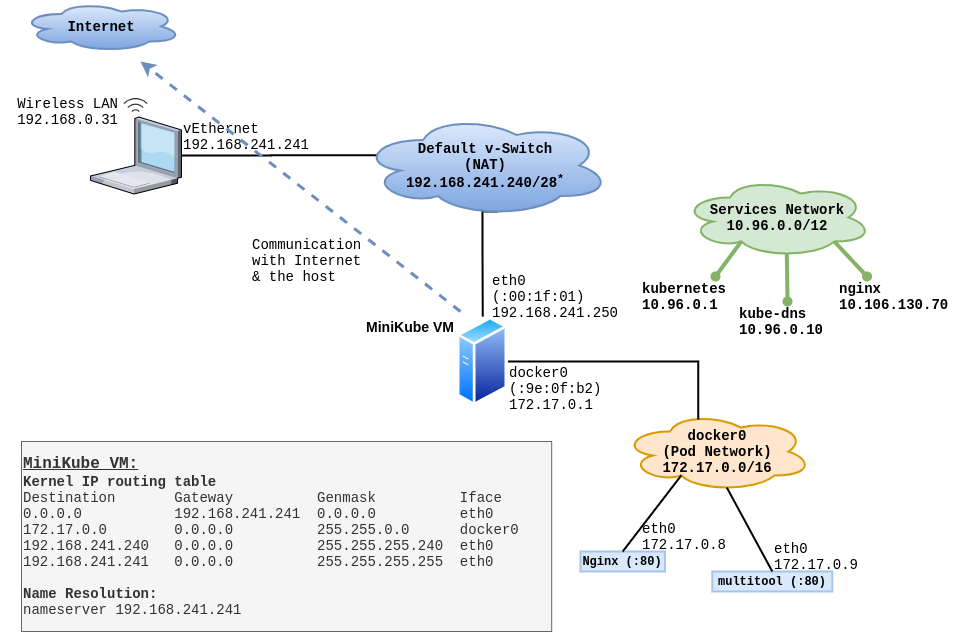 Internet
Wireless LAN
192.168.0.31
vEthernet
192.168.241.241
Default v-Switch
(NAT)
192.168.241.240/28*
Services Network
10.96.0.0/12
Communication
with Internet
& the host
eth0
(:00:1f:01)
192.168.241.250
kubernetes
10.96.0.1
kube-dns
10.96.0.10
nginx
10.106.130.70
MiniKube VM
docker0
(:9e:0f:b2)
172.17.0.1
docker0
(Pod Network)
172.17.0.0/16
eth0
172.17.0.8
Nginx (:80)
eth0
172.17.0.9
multitool (:80)
MiniKube VM:
Kernel IP routing table
Destination Gateway Genmask Iface
0.0.0.0 192.168.241.241 0.0.0.0 eth0
172.17.0.0 0.0.0.0 255.255.0.0 docker0
192.168.241.240 0.0.0.0 255.255.255.240 eth0
192.168.241.241 0.0.0.0 255.255.255.255 eth0
Name Resolution:
nameserver 192.168.241.241